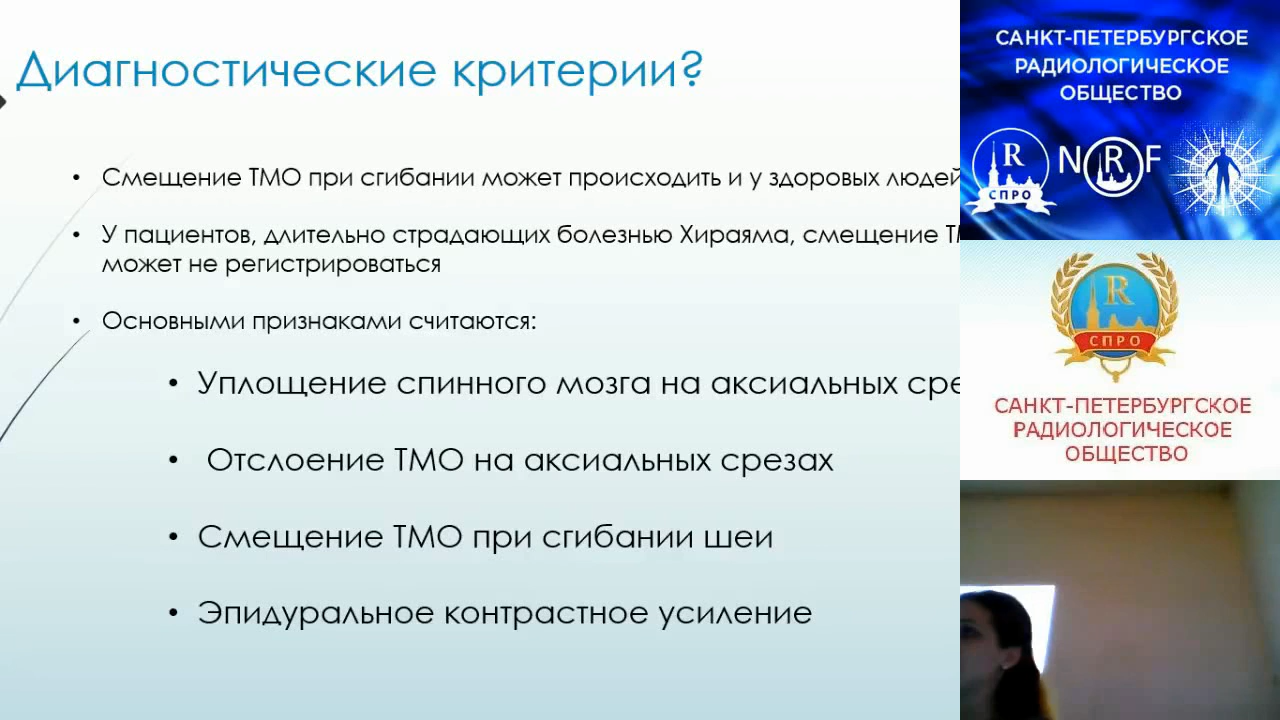 Диагностические критерии?
• Смещение ТМО при сгибании может происходить и у здоровых людей
• У пациентов, длительно страдающих болезнью Хираяма, смещение
может не регистрироваться
• Основными признаками считаются:
• Уплощение спинного мозга на аксиальных
• Отслоение ТМО на аксиальных срезах
• Смещение ТМО при сгибании шеи
• Эпидуральное контрастное усиление
САНКТ-ПЕТЕРБУРГСКОЕ
РАДИОЛОГИЧЕСКОЕ
ОБЩЕСТВО
R
СПРО
NRF
R
СПРО
САНКТ-ПЕТЕРБУРГСКОЕ
РАДИОЛОГИЧЕСКОЕ
ОБЩЕСТВО